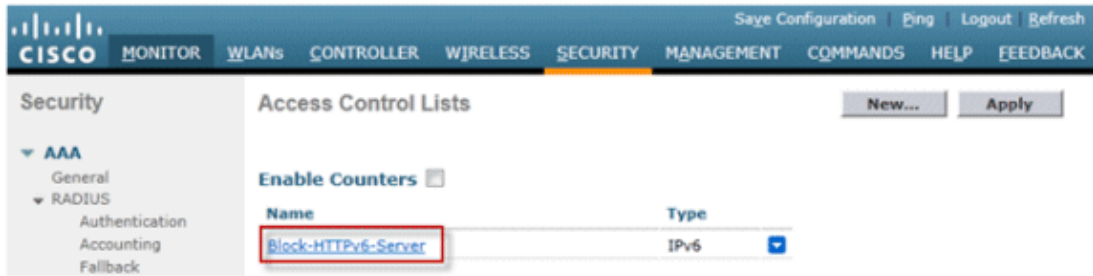 Save Configuration | Ping | Logout | Refresh
CISCO MONITOR WLANs CONTROLLER WIRELESS SECURITY MANAGEMENT COMMANDS HELP FEEDBACK
Security
AAA
General
RADIUS
Authentication
Accounting
Fallback
Access Control Lists
New... Apply
Enable Counters
Name Type
Block-HTTPv6-Server IPv6